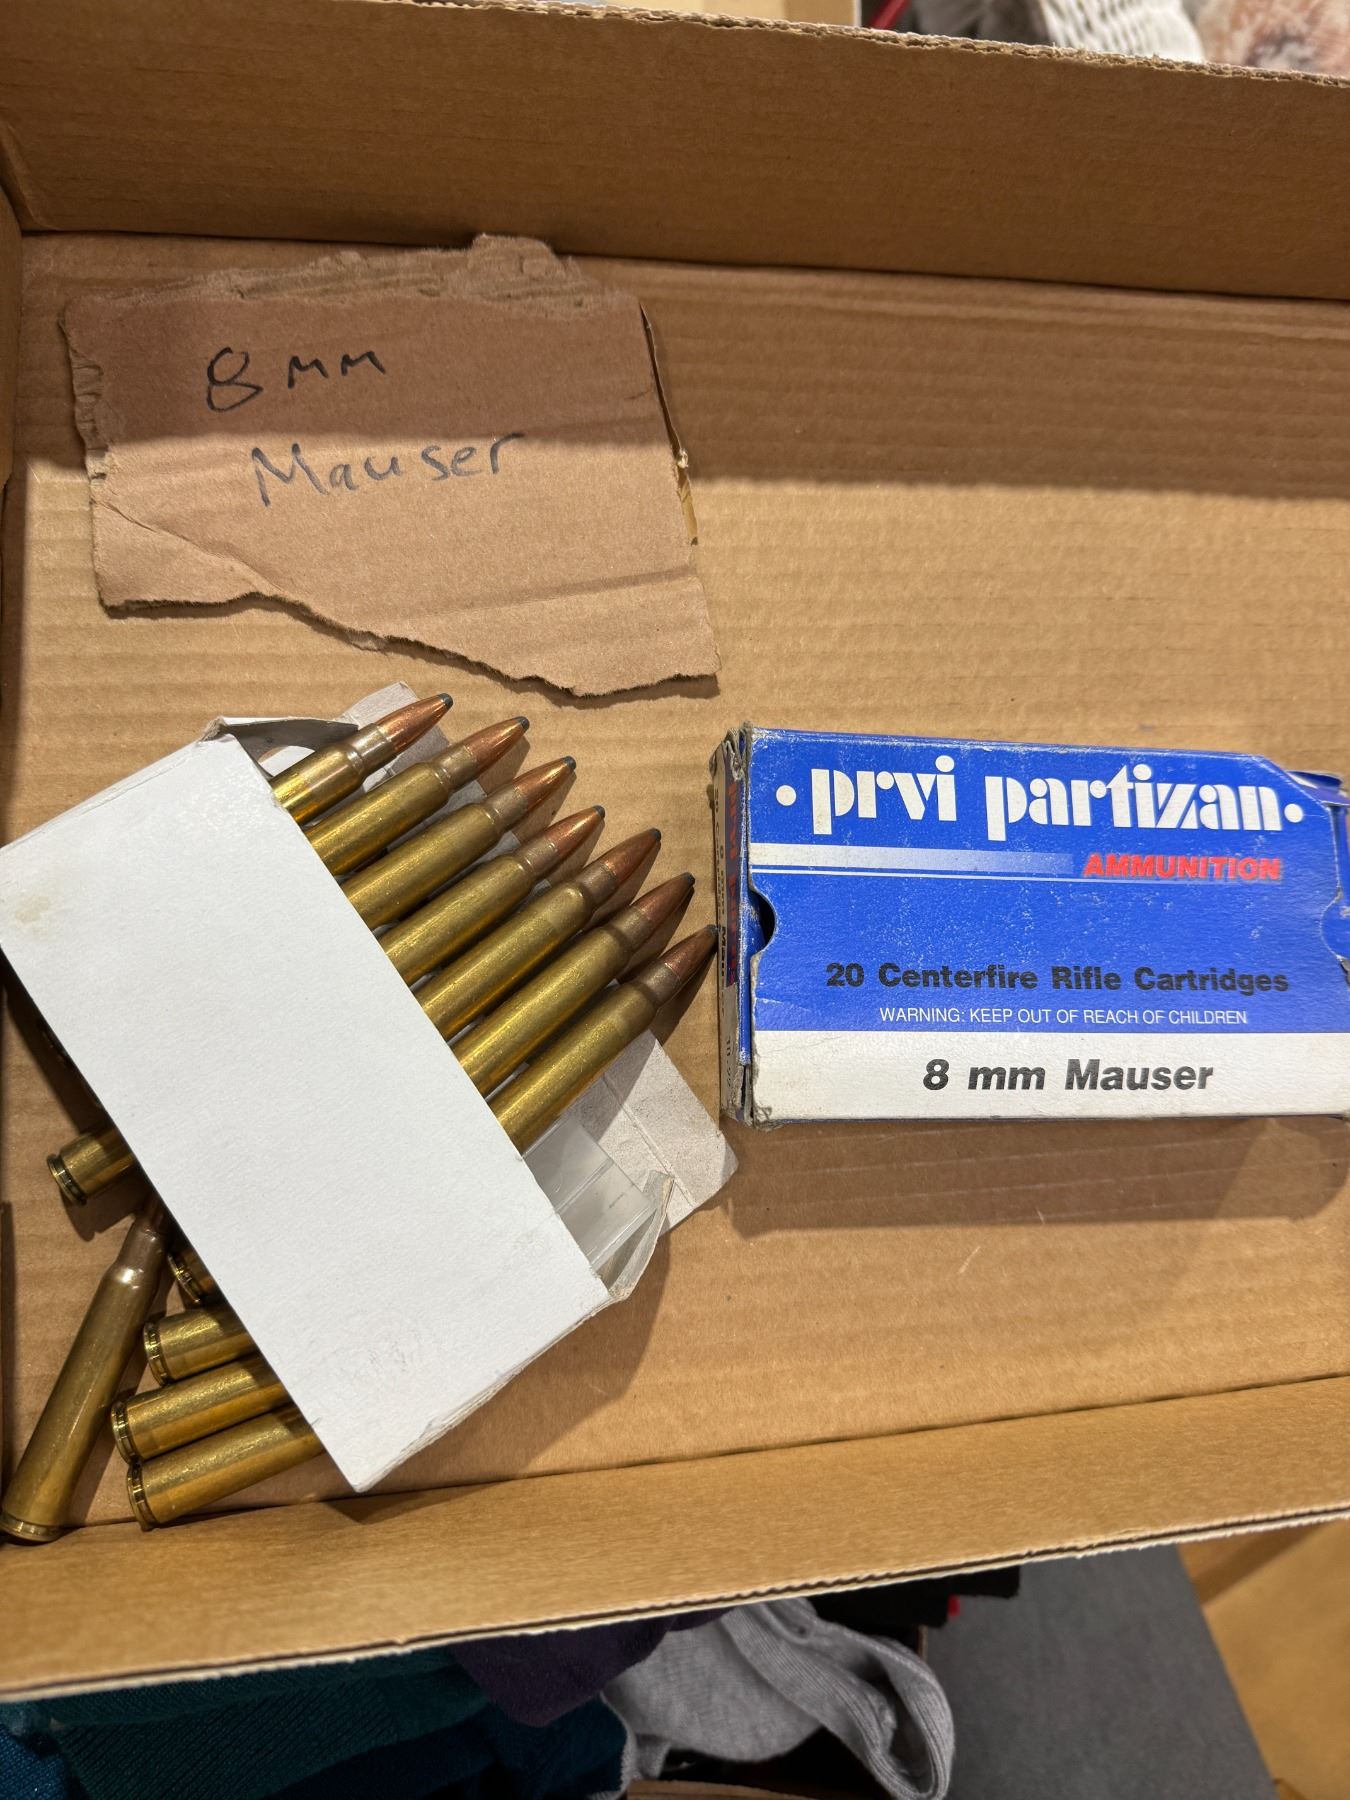 8 mm
Mauser
• prvi partizan •
AMMUNITION
20 Centerfire Rifle Cartridges
WARNING: KEEP OUT OF REACH OF CHILDREN
8 mm Mauser